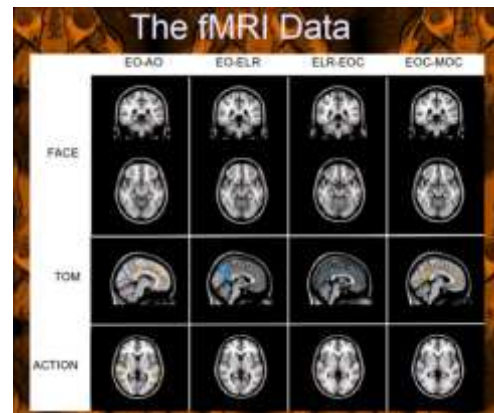 The fMRI Data
EO-AO EO-ELR ELR-EOC EOC-MOC
FACE
TOM
ACTION